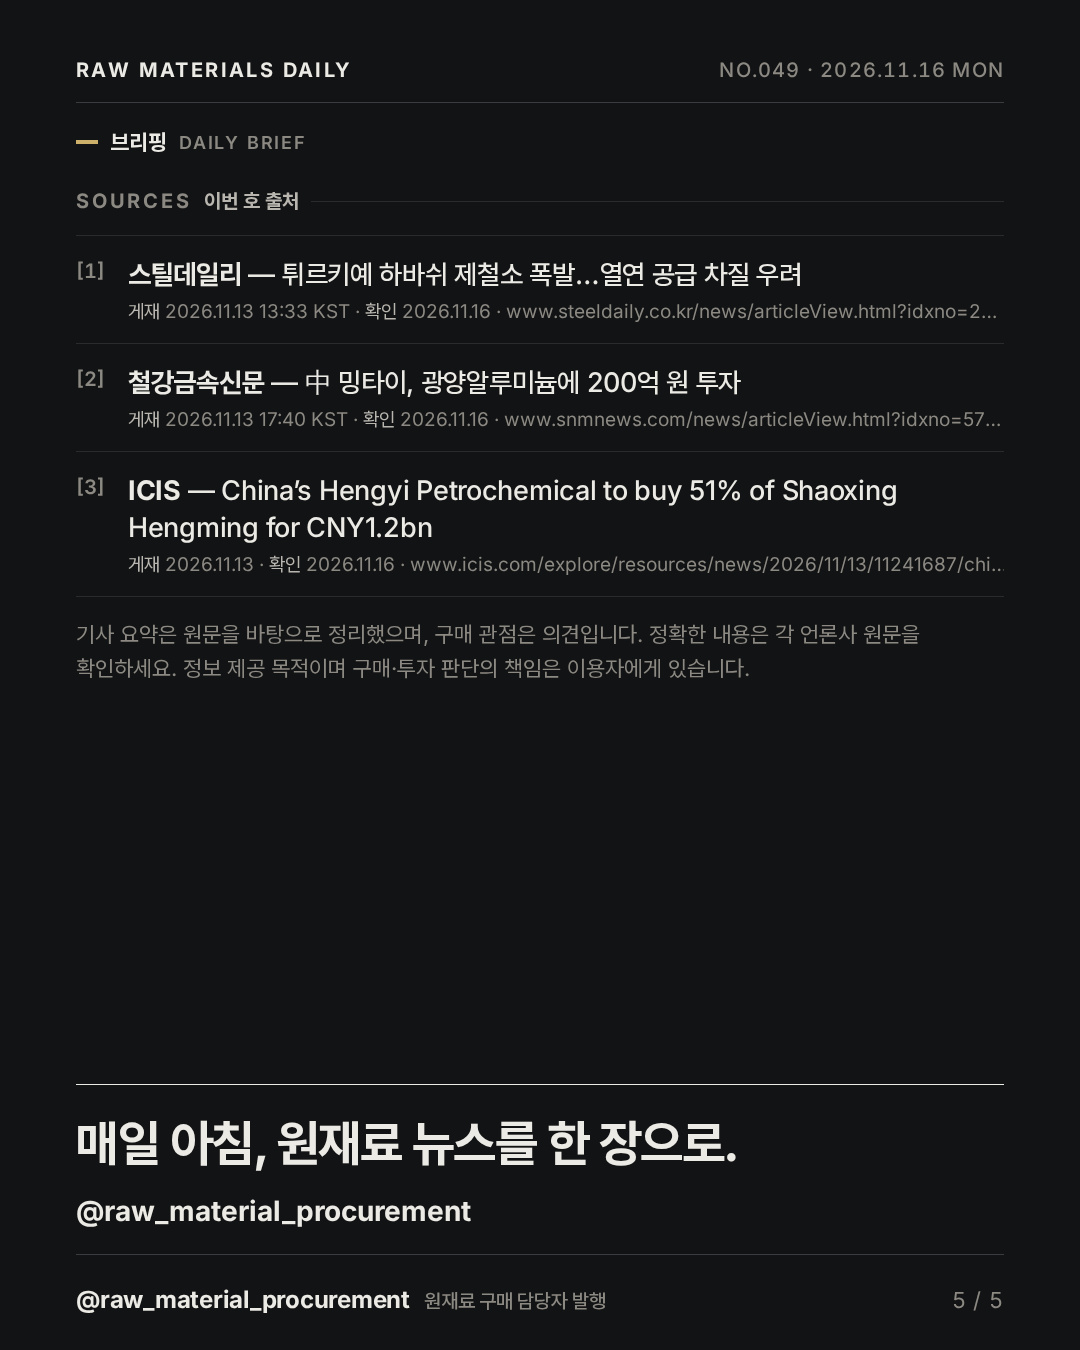 RAW MATERIALS DAILY
NO.049 · 2026.11.16 MON
브리핑 DAILY BRIEF
SOURCES 이번 호 출처
[1] 스틸데일리 — 튀르키예 하바쉬 제철소 폭발…열연 공급 차질 우려
게재 2026.11.13 13:33 KST · 확인 2026.11.16 · www.steeldaily.co.kr/news/articleView.html?idxno=2…
[2] 철강금속신문 — 中 밍타이, 광양알루미늄에 200억 원 투자
게재 2026.11.13 17:40 KST · 확인 2026.11.16 · www.snmnews.com/news/articleView.html?idxno=57…
[3] ICIS — China’s Hengyi Petrochemical to buy 51% of Shaoxing
Hengming for CNY1.2bn
게재 2026.11.13 · 확인 2026.11.16 · www.icis.com/explore/resources/news/2026/11/13/11241687/chi…
기사 요약은 원문을 바탕으로 정리했으며, 구매 관점은 의견입니다. 정확한 내용은 각 언론사 원문을
확인하세요. 정보 제공 목적이며 구매·투자 판단의 책임은 이용자에게 있습니다.
매일 아침, 원재료 뉴스를 한 장으로.
@raw_material_procurement
@raw_material_procurement 원재료 구매 담당자 발행
5 / 5